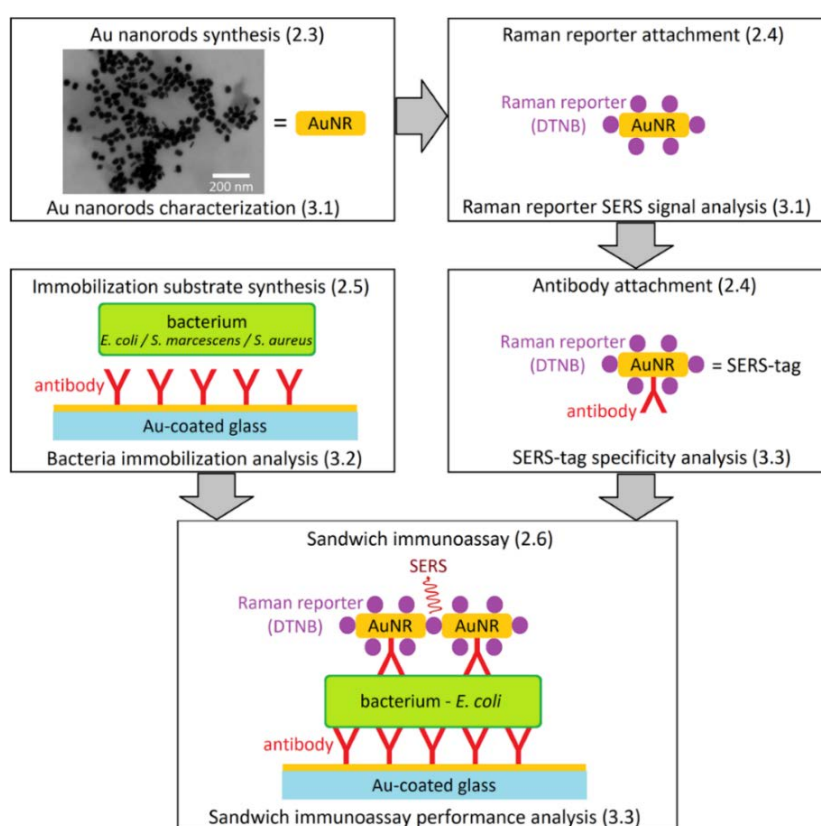 Au nanorods synthesis (2.3)
200 nm
= AuNR
Au nanorods characterization (3.1)
Raman reporter attachment (2.4)
Raman reporter
(DTNB)
AuNR
Raman reporter SERS signal analysis (3.1)
Immobilization substrate synthesis (2.5)
bacterium
E. coli / S. marcescens / S. aureus
antibody
Au-coated glass
Bacteria immobilization analysis (3.2)
Antibody attachment (2.4)
Raman reporter
(DTNB)
AuNR
= SERS-tag
antibody
SERS-tag specificity analysis (3.3)
Sandwich immunoassay (2.6)
SERS
Raman reporter
(DTNB)
AuNR
AuNR
bacterium - E. coli
antibody
Au-coated glass
Sandwich immunoassay performance analysis (3.3)